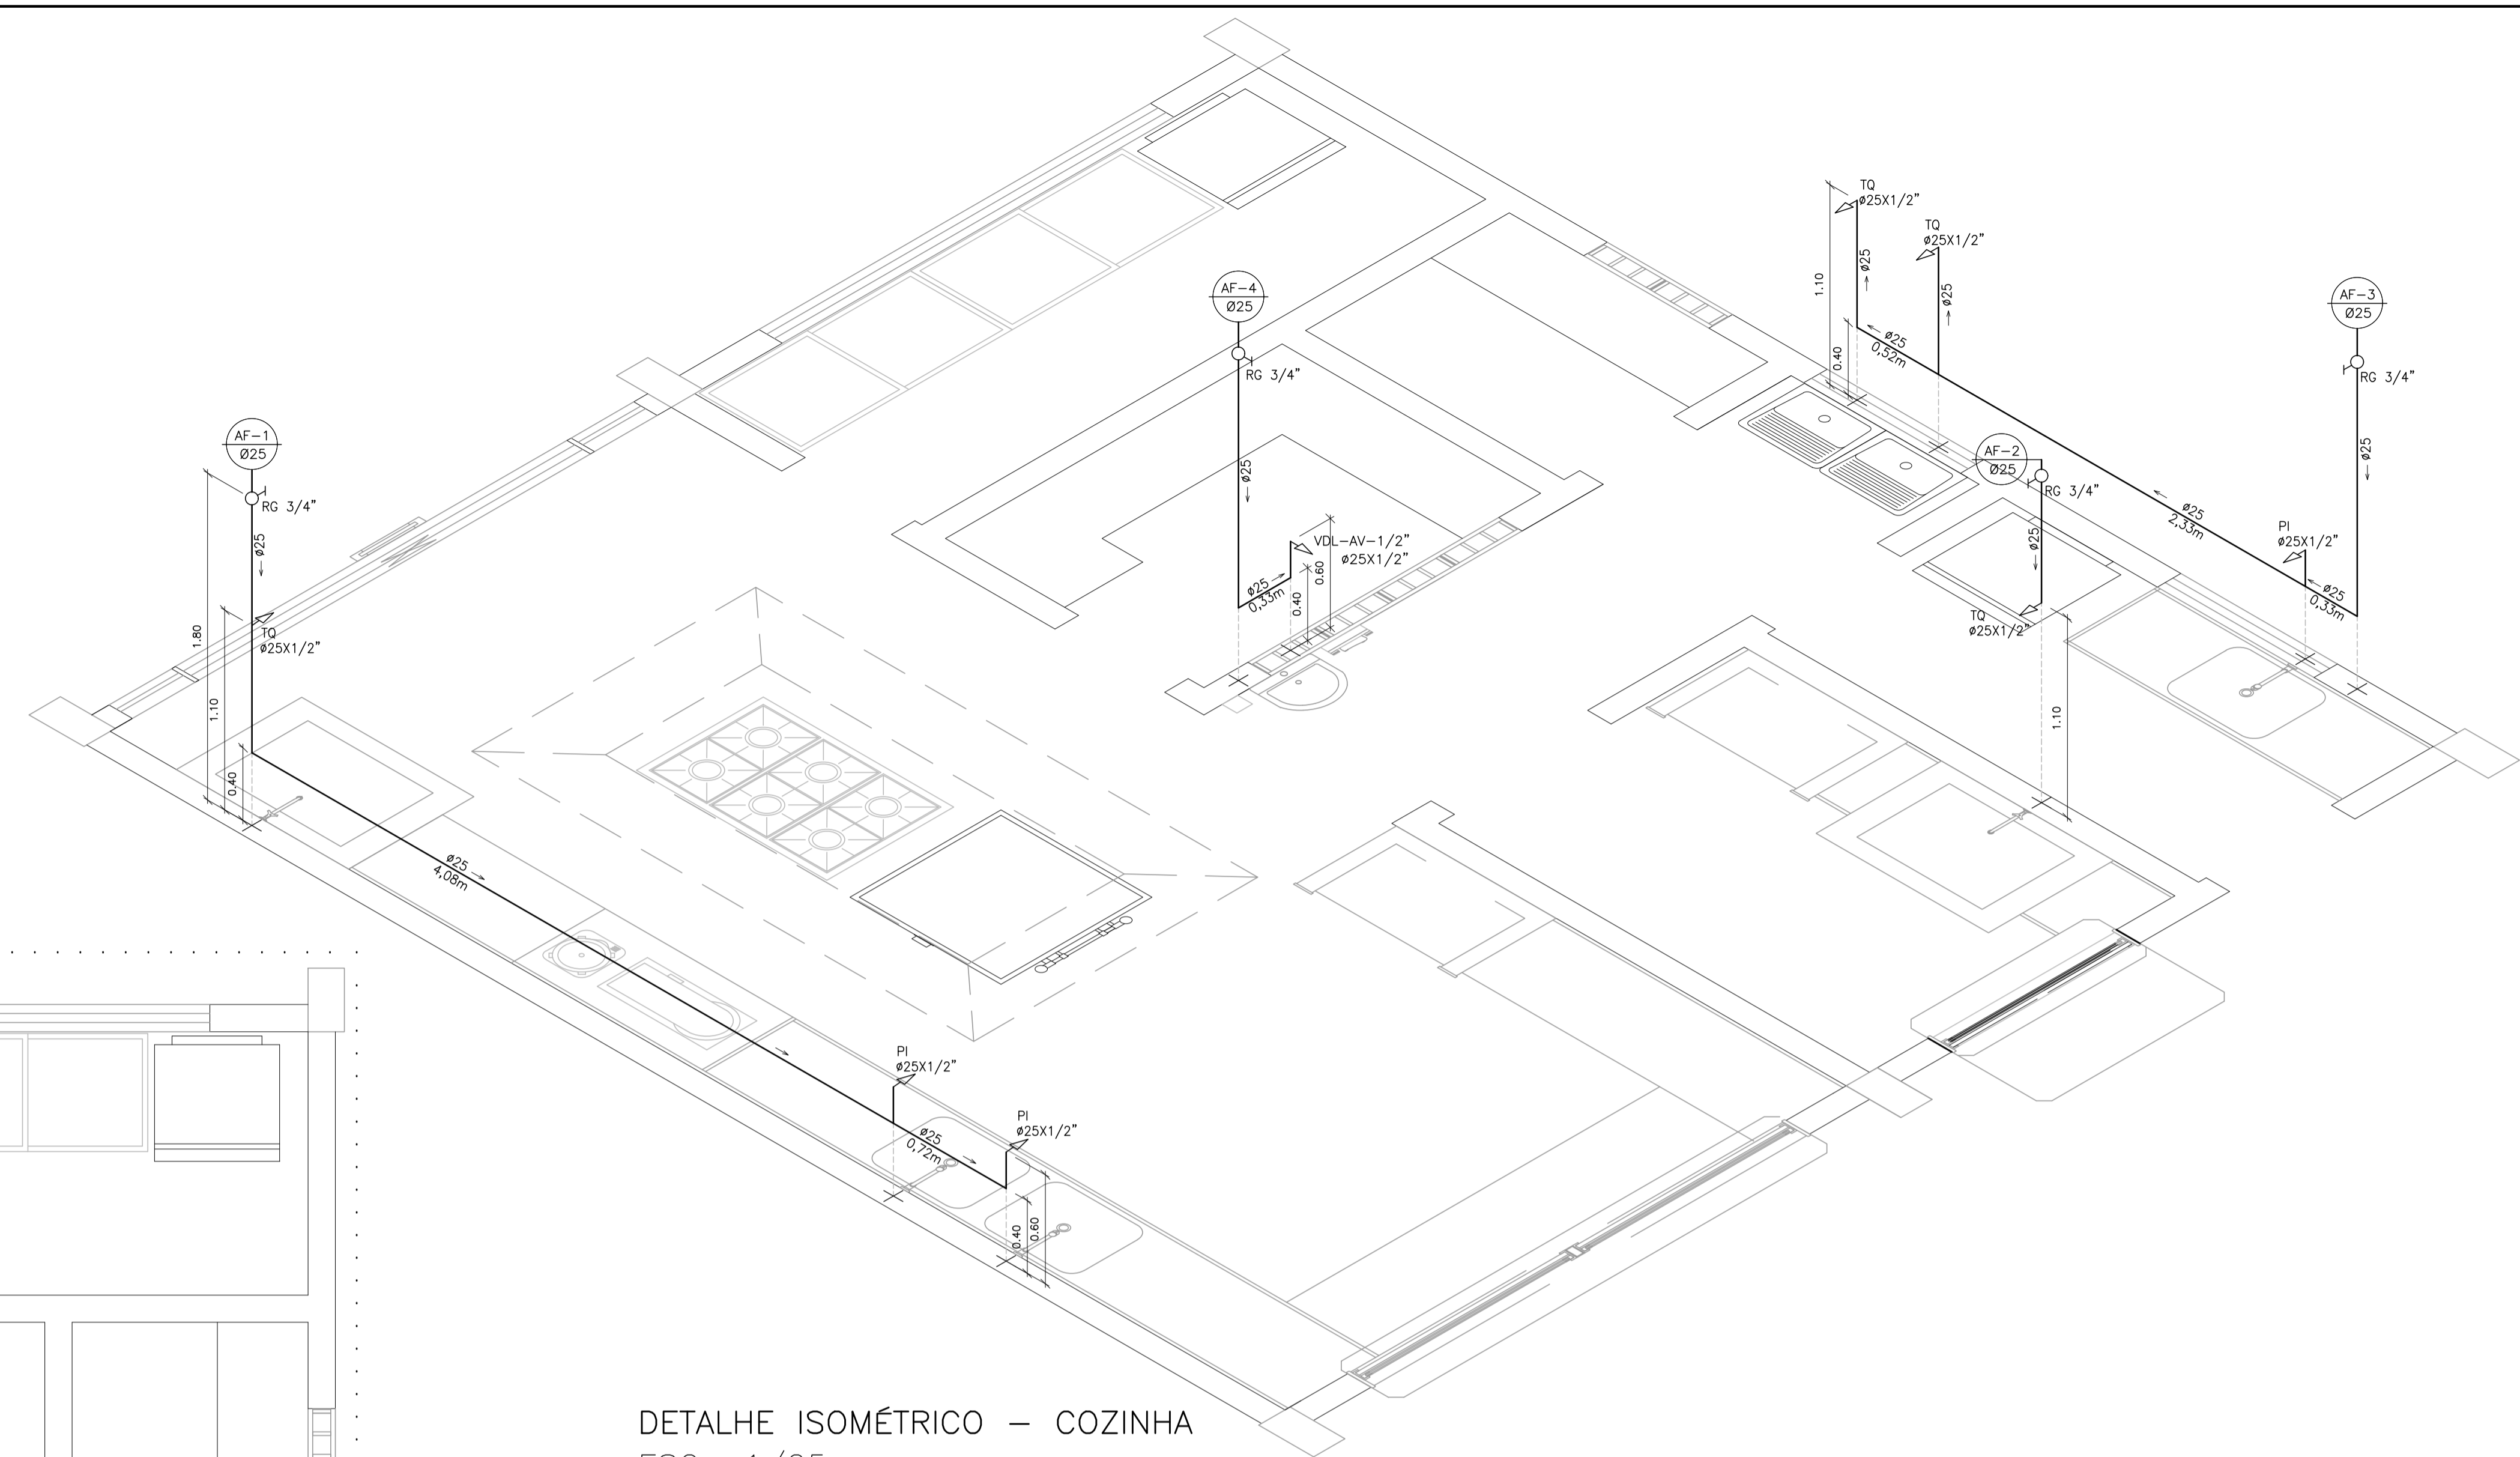 TQ
ø25X1/2”
TQ
ø25X1/2”
ø25
ø25
1.10
0.40
ø25
0,52m
AF-4
Ø25
RG 3/4”
ø25
AF-3
Ø25
RG 3/4”
ø25
AF-1
Ø25
RG 3/4”
ø25
AF-2
Ø25
RG 3/4”
ø25
ø25
2,33m
PI
ø25X1/2”
ø25
0,33m
VDL-AV-1/2”
ø25X1/2”
ø25
0,33m
0.40
0.60
TQ
ø25X1/2”
1.10
TQ
ø25X1/2”
1.80
1.10
0.40
ø25
4,08m
PI
ø25X1/2”
PI
ø25X1/2”
ø25
0,72m
0.40
0.60
DETALHE ISOMÉTRICO – COZINHA